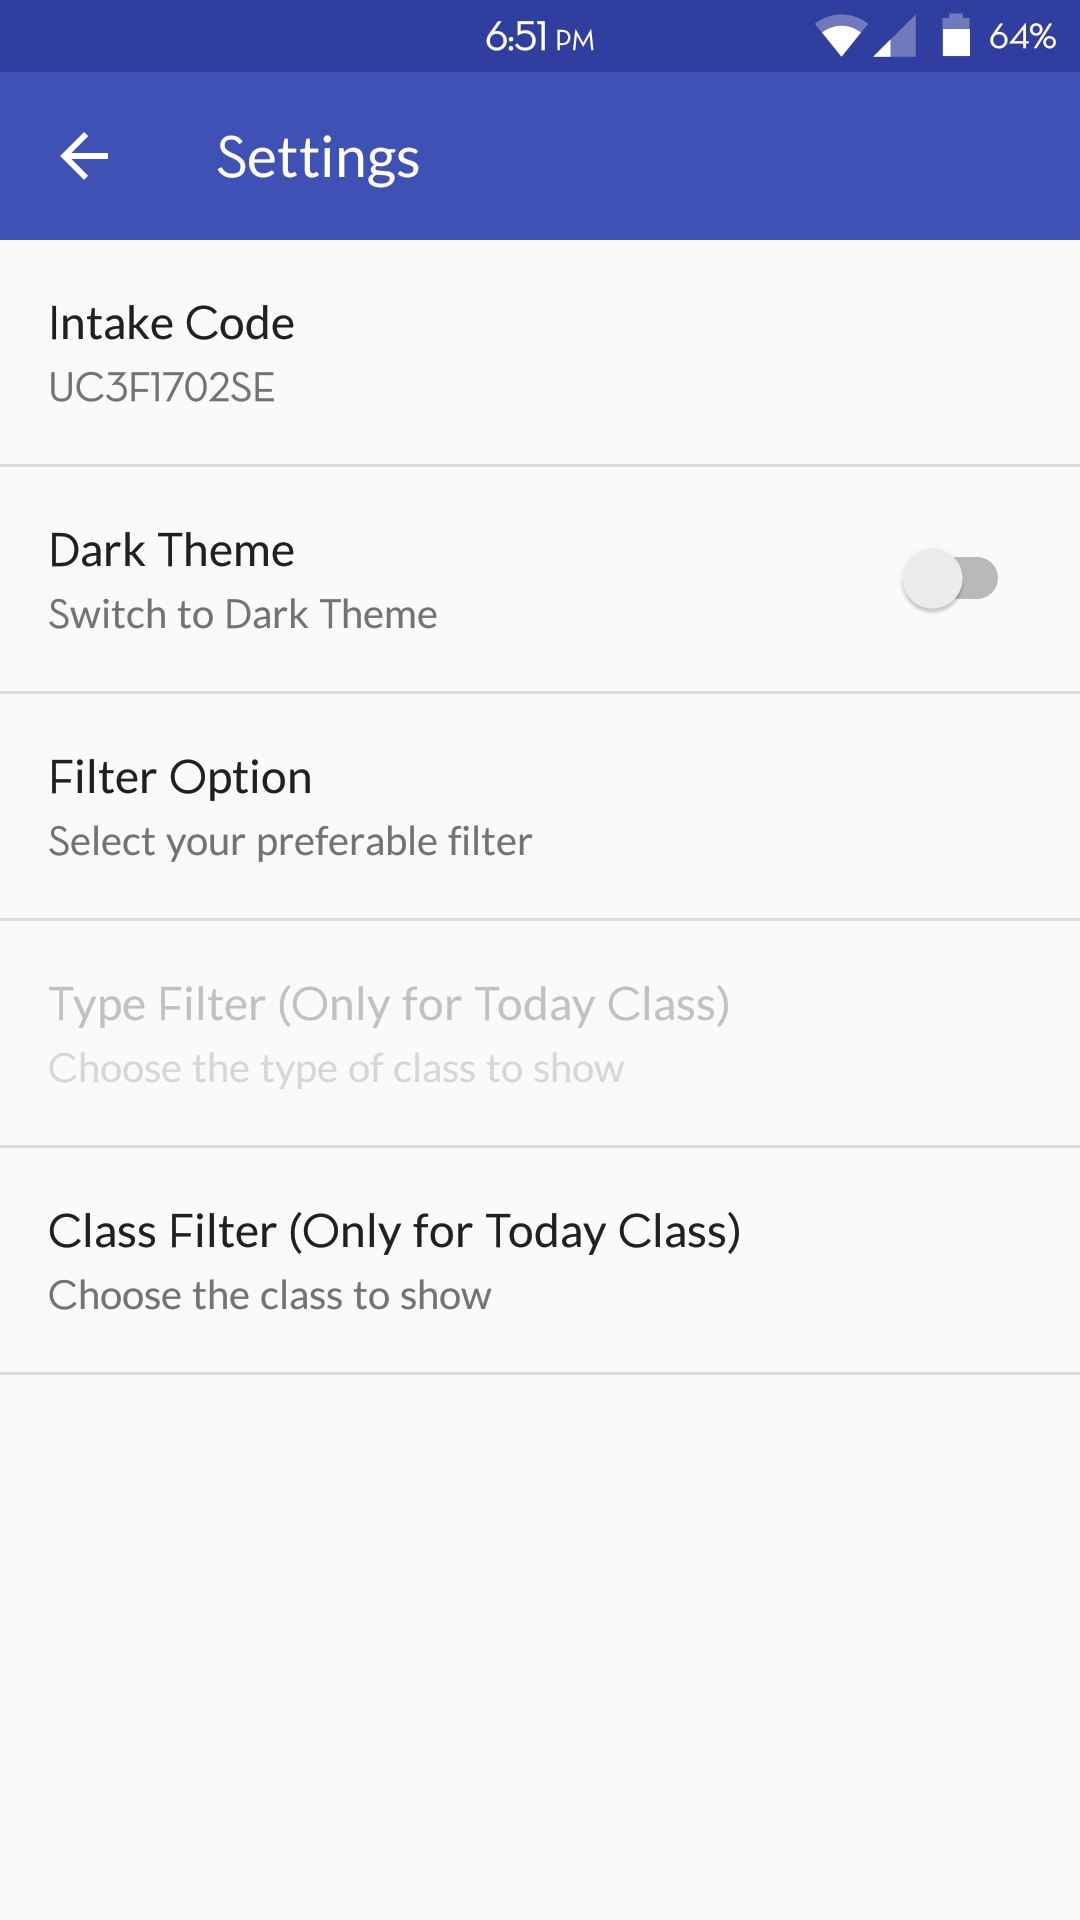 6:51 PM
64%
Settings
Intake Code
UC3F1702SE
Dark Theme
Switch to Dark Theme
Filter Option
Select your preferable filter
Type Filter (Only for Today Class)
Choose the type of class to show
Class Filter (Only for Today Class)
Choose the class to show